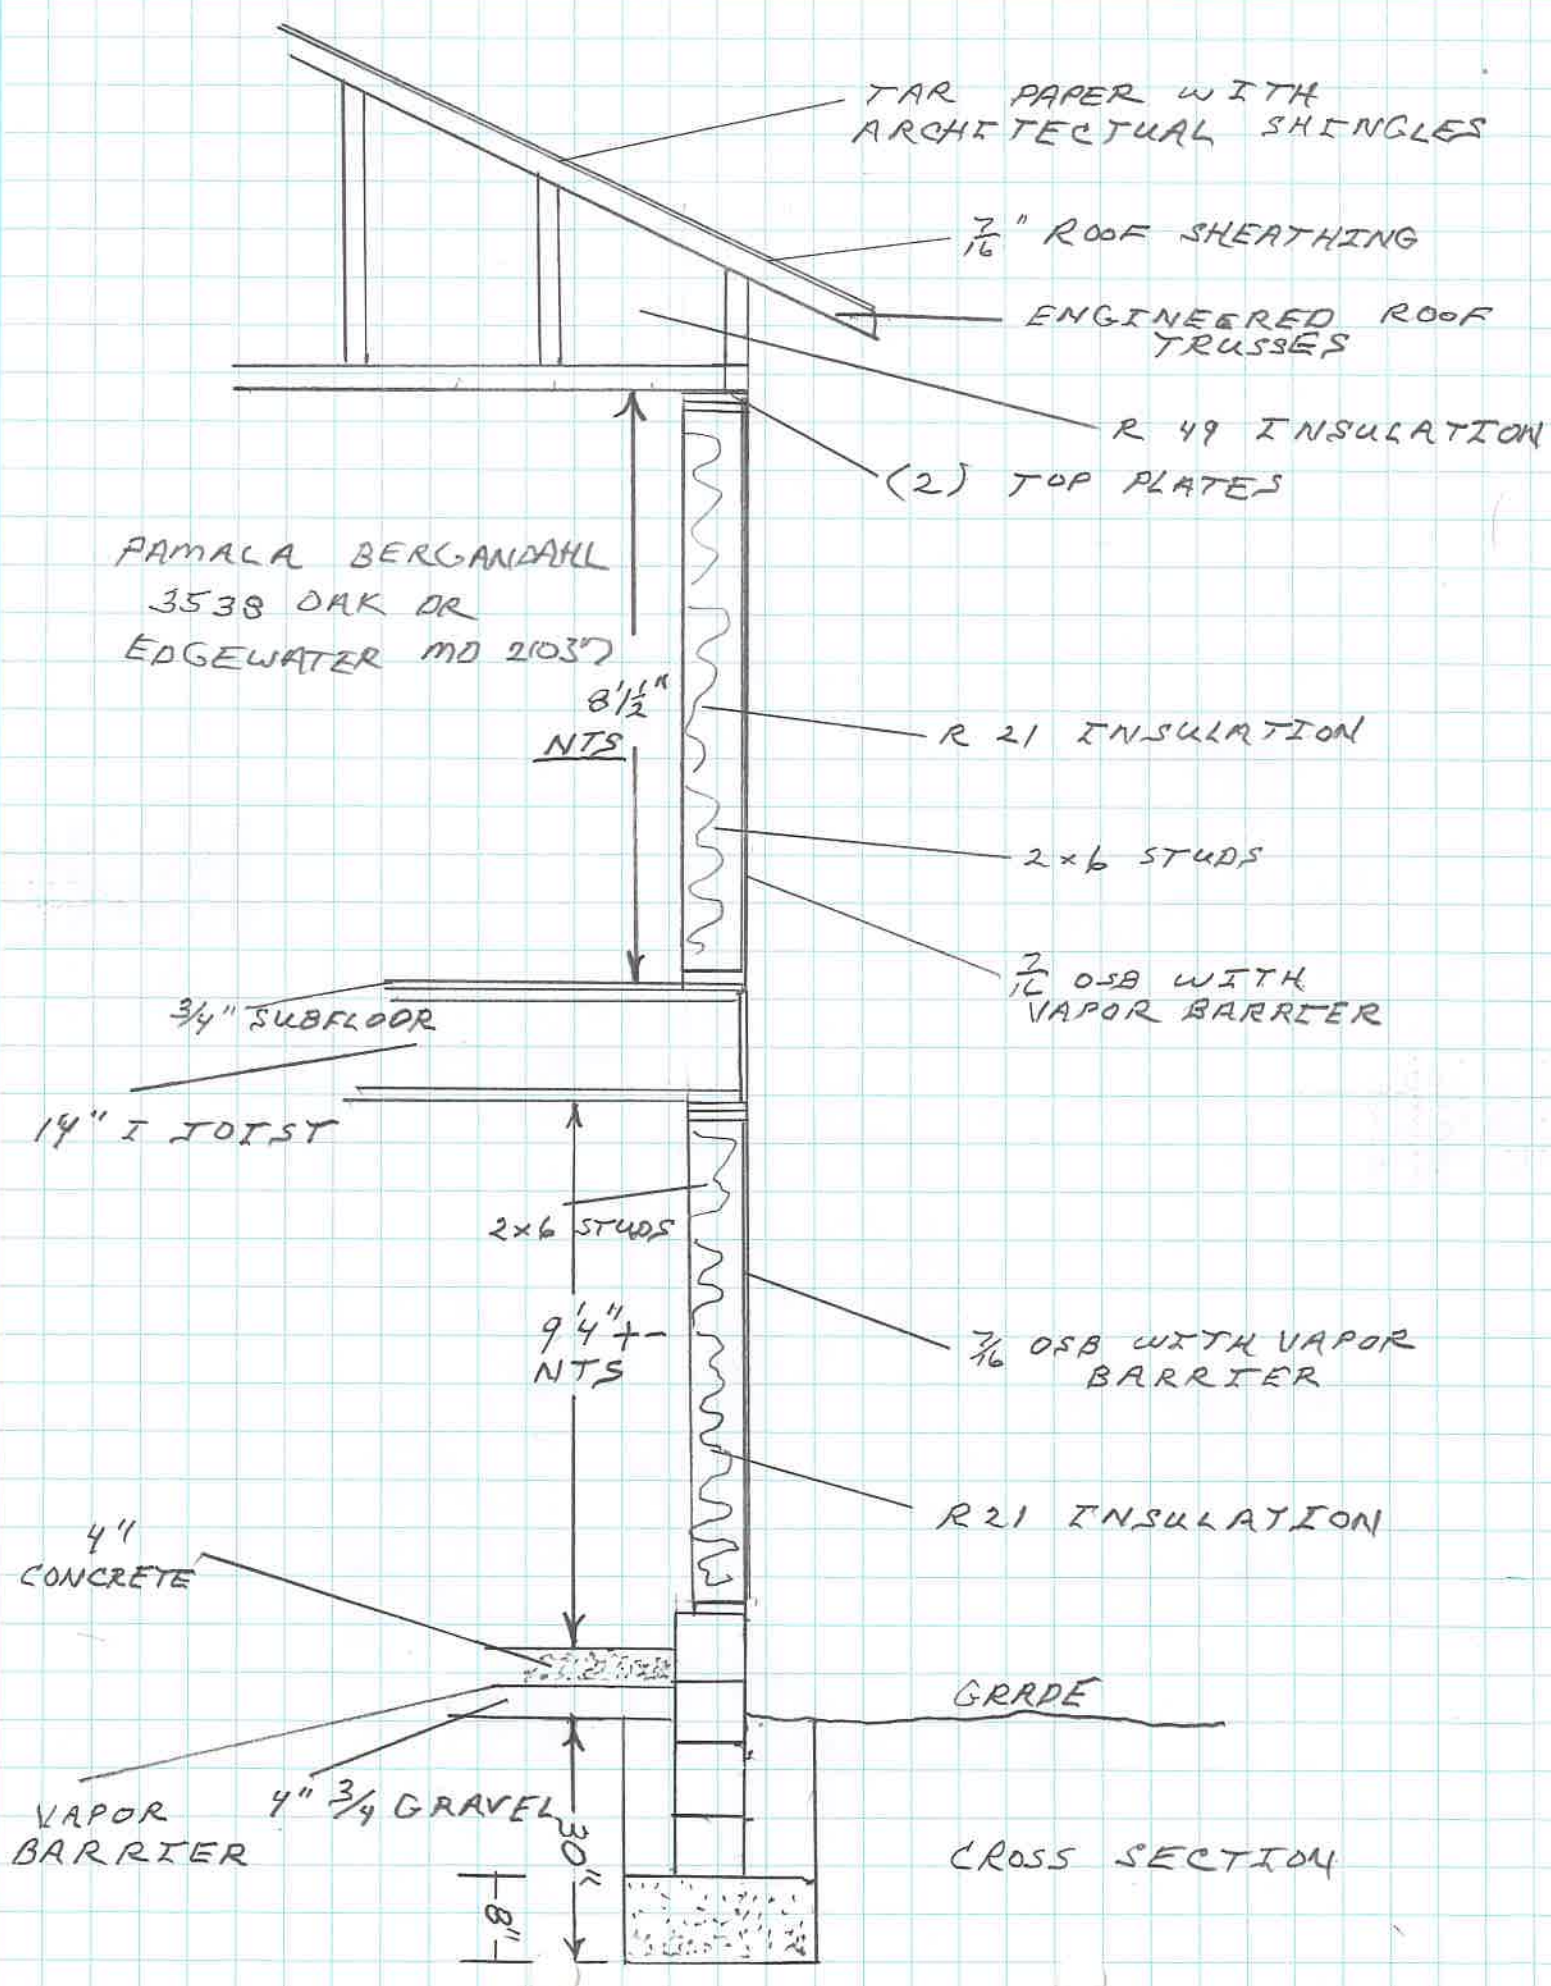 TAR PAPER WITH
ARCHITECTUAL SHINGLES
7/16" ROOF SHEATHING
ENGINEERED ROOF
TRUSSES
R 49 INSULATION
(2) TOP PLATES
PAMALA BERGANDAHL
3538 OAK DR
EDGEWATER MD 21037
8'1 1/2"
NTS
R 21 INSULATION
2x6 STUDS
7/16 OSB WITH
VAPOR BARRIER
3/4" SUBFLOOR
14" I JOIST
2x6 STUDS
9'4"+-
NTS
7/16 OSB WITH VAPOR
BARRIER
R21 INSULATION
4"
CONCRETE
GRADE
VAPOR
BARRIER
4" 3/4 GRAVEL
30"
8"
CROSS SECTION